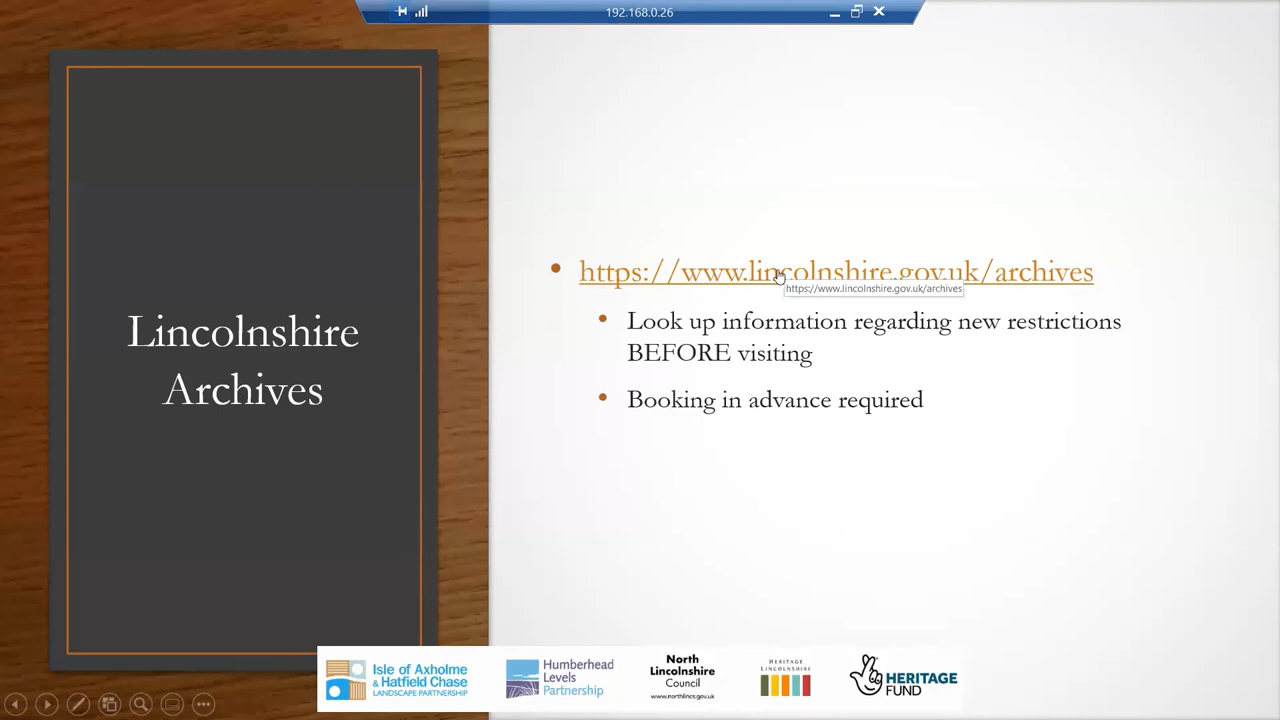 192.168.0.26
Lincolnshire
Archives
https://www.lincolnshire.gov.uk/archives
https://www.lincolnshire.gov.uk/archives
Look up information regarding new restrictions
BEFORE visiting
Booking in advance required
Isle of Axholme
& Hatfield Chase
LANDSCAPE PARTNERSHIP
Humberhead
Levels
Partnership
North
Lincolnshire
Council
www.northlincs.gov.uk
HERITAGE
LINCOLNSHIRE
HERITAGE
FUND